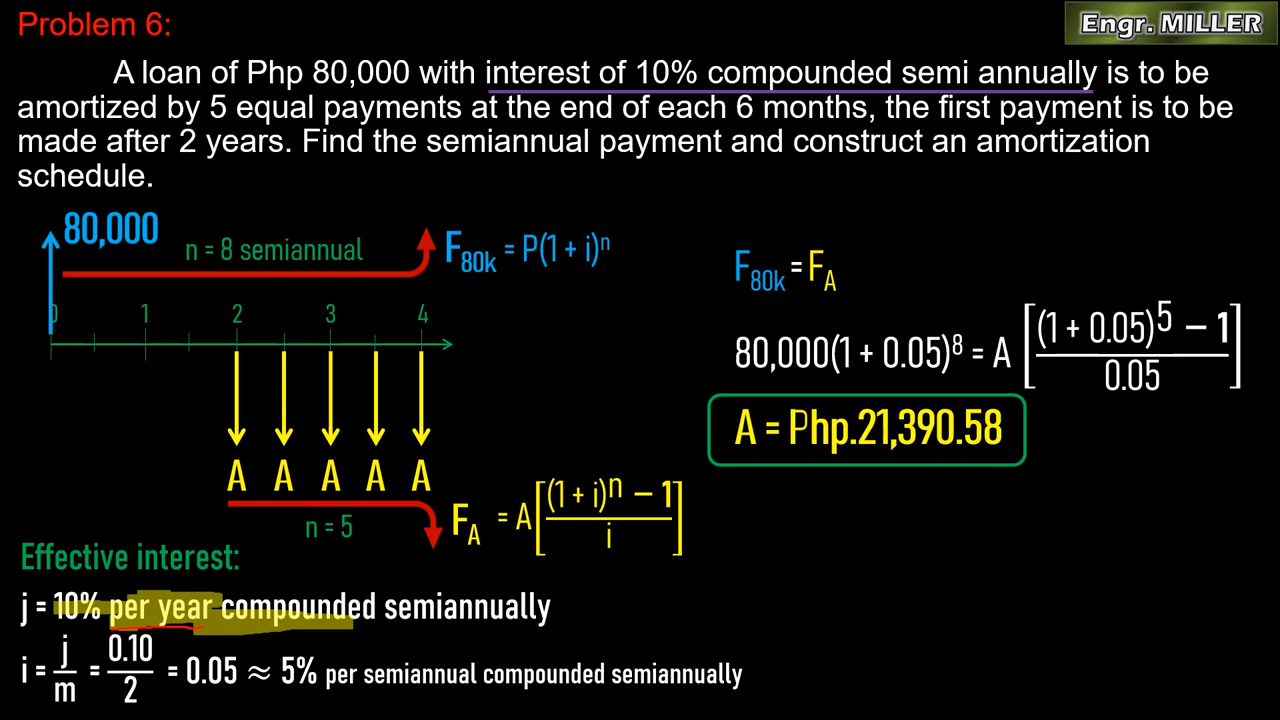 Problem 6:
Engr. MILLER
A loan of Php 80,000 with interest of 10% compounded semi annually is to be
amortized by 5 equal payments at the end of each 6 months, the first payment is to be
made after 2 years. Find the semiannual payment and construct an amortization
schedule.
80,000
n = 8 semiannual
F80k = P(1 + i)ⁿ
0 1 2 3 4
A A A A A
n = 5
FA = A[((1 + i)ⁿ − 1)/i]
F80k = FA
80,000(1 + 0.05)⁸ = A [((1 + 0.05)⁵ − 1)/0.05]
A = Php.21,390.58
Effective interest:
j = 10% per year compounded semiannually
i = j/m = 0.10/2 = 0.05 ≈ 5% per semiannual compounded semiannually